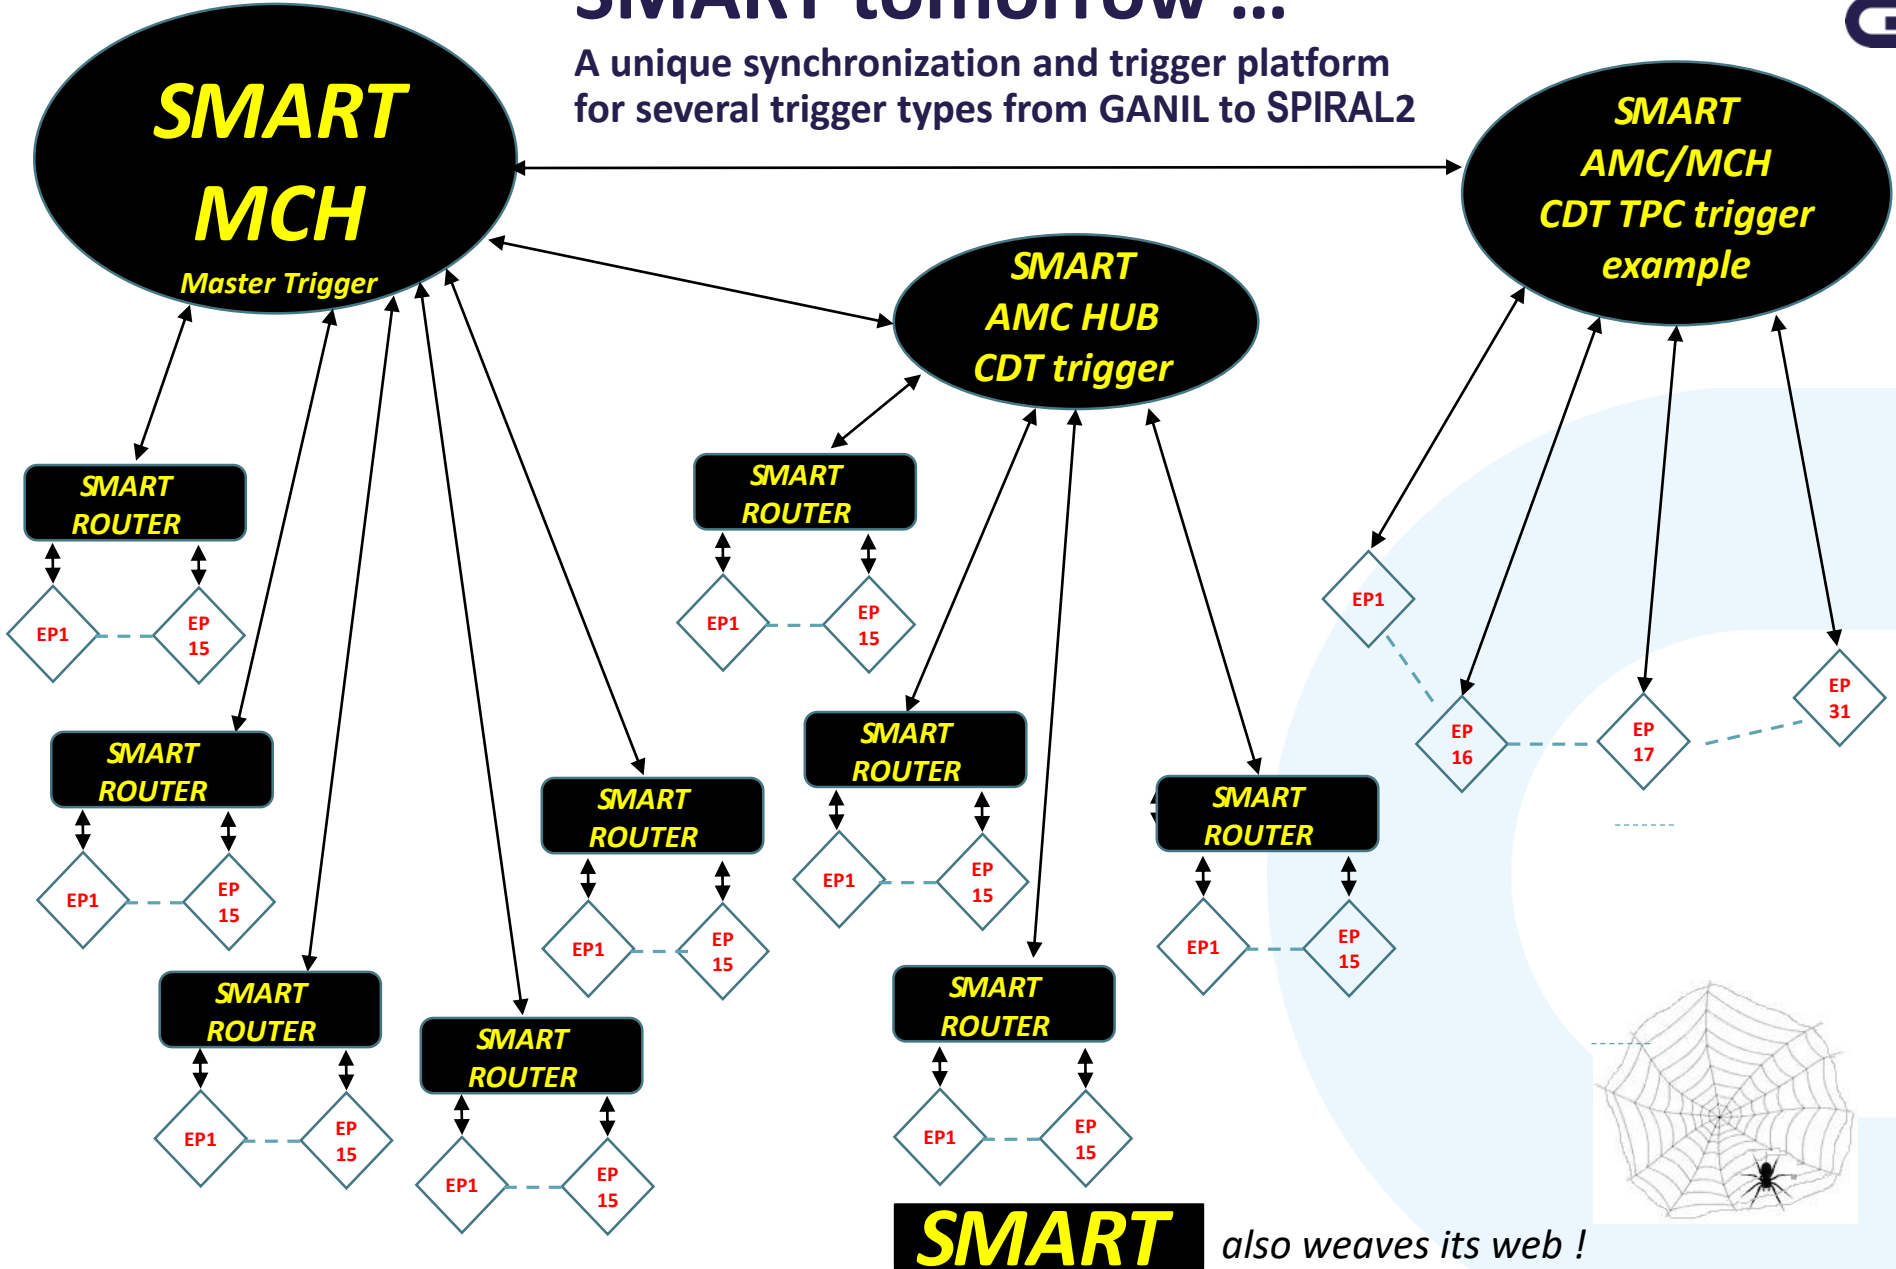 SMART tomorrow ...
A unique synchronization and trigger platform
for several trigger types from GANIL to SPIRAL2
SMART
MCH
Master Trigger
SMART
AMC HUB
CDT trigger
SMART
AMC/MCH
CDT TPC trigger
example
SMART
ROUTER
EP1
EP
15
SMART
ROUTER
EP1
EP
15
SMART
ROUTER
EP1
EP
15
SMART
ROUTER
EP1
EP
15
SMART
ROUTER
EP1
EP
15
SMART
ROUTER
EP1
EP
15
SMART
ROUTER
EP1
EP
15
SMART
ROUTER
EP1
EP
15
SMART
ROUTER
EP1
EP
15
EP1
EP
16
EP
17
EP
31
SMART also weaves its web !